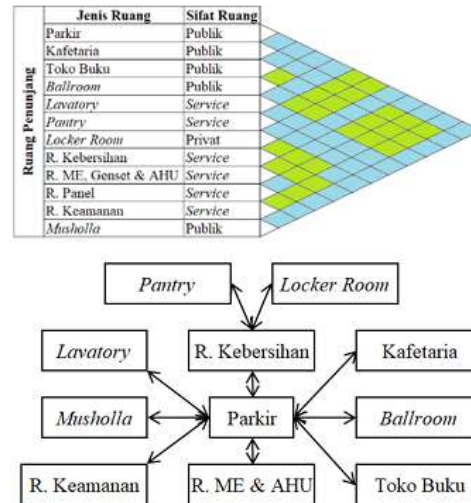 Jenis Ruang Sifat Ruang
Ruang Penunjang
Parkir Publik
Kafetaria Publik
Toko Buku Publik
Ballroom Publik
Lavatory Service
Pantry Service
Locker Room Privat
R. Kebersihan Service
R. ME, Genset & AHU Service
R. Panel Service
R. Keamanan Service
Musholla Publik
Pantry Locker Room
Lavatory R. Kebersihan Kafetaria
Musholla Parkir Ballroom
R. Keamanan R. ME & AHU Toko Buku